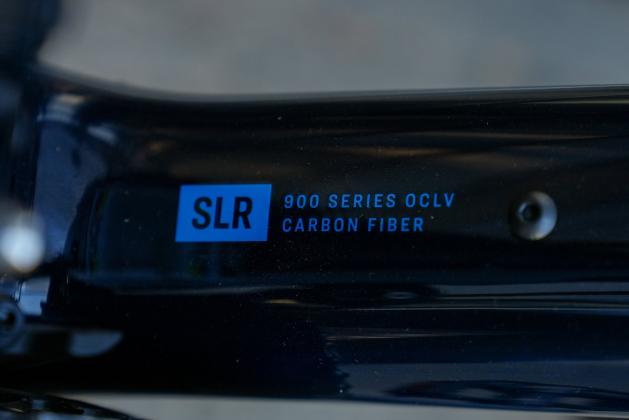 SLR
900 SERIES OCLV
CARBON FIBER